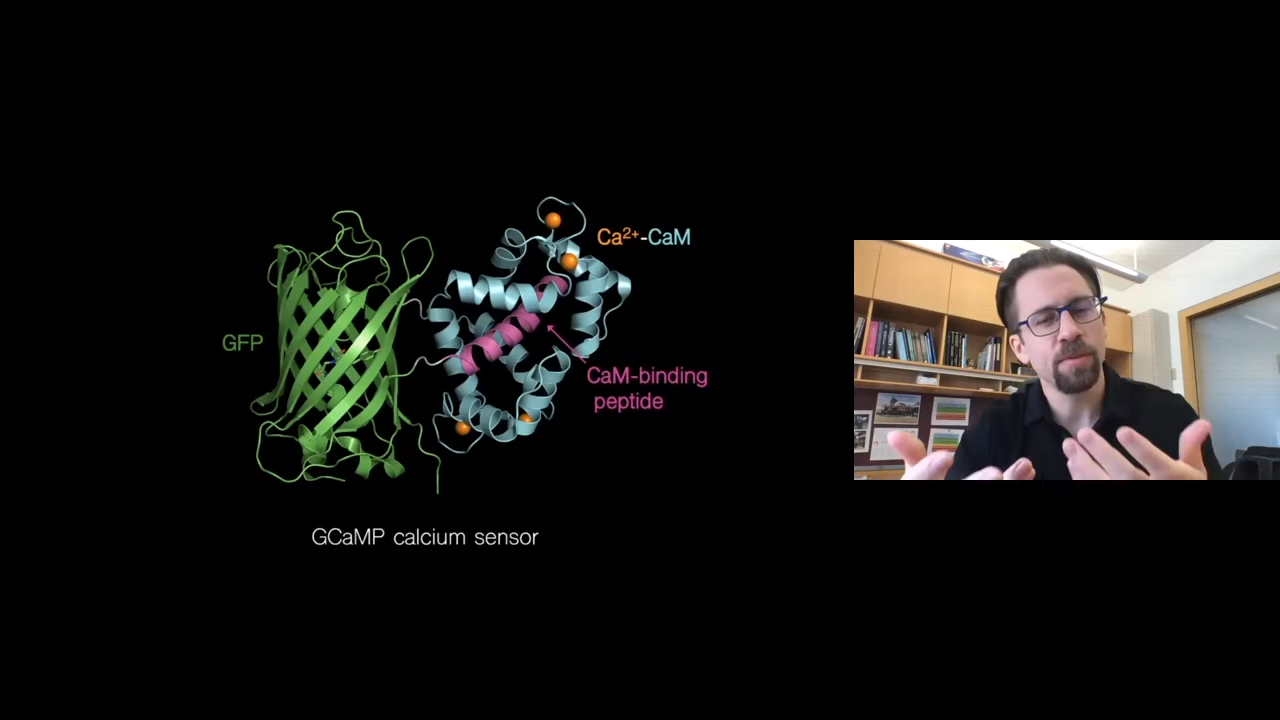 Ca²⁺-CaM
GFP
CaM-binding
peptide
GCaMP calcium sensor